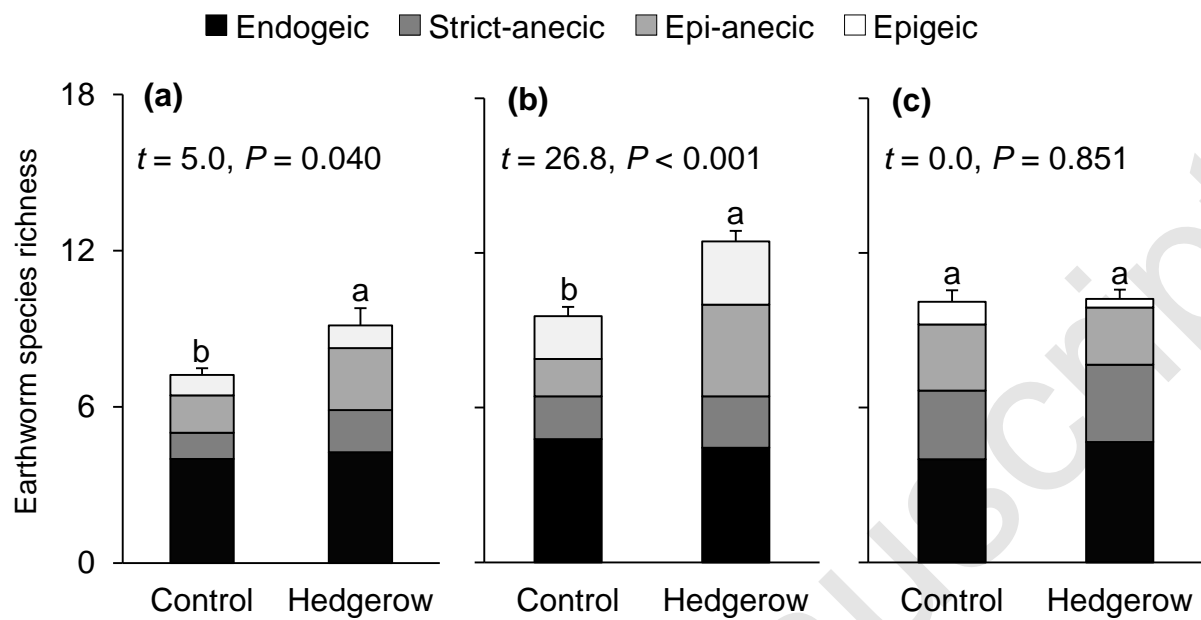 Endogeic Strict-anecic Epi-anecic Epigeic
18
12
6
0
Earthworm species richness
(a)
t = 5.0, P = 0.040
b
a
Control Hedgerow
(b)
t = 26.8, P < 0.001
b
a
Control Hedgerow
(c)
t = 0.0, P = 0.851
a
a
Control Hedgerow